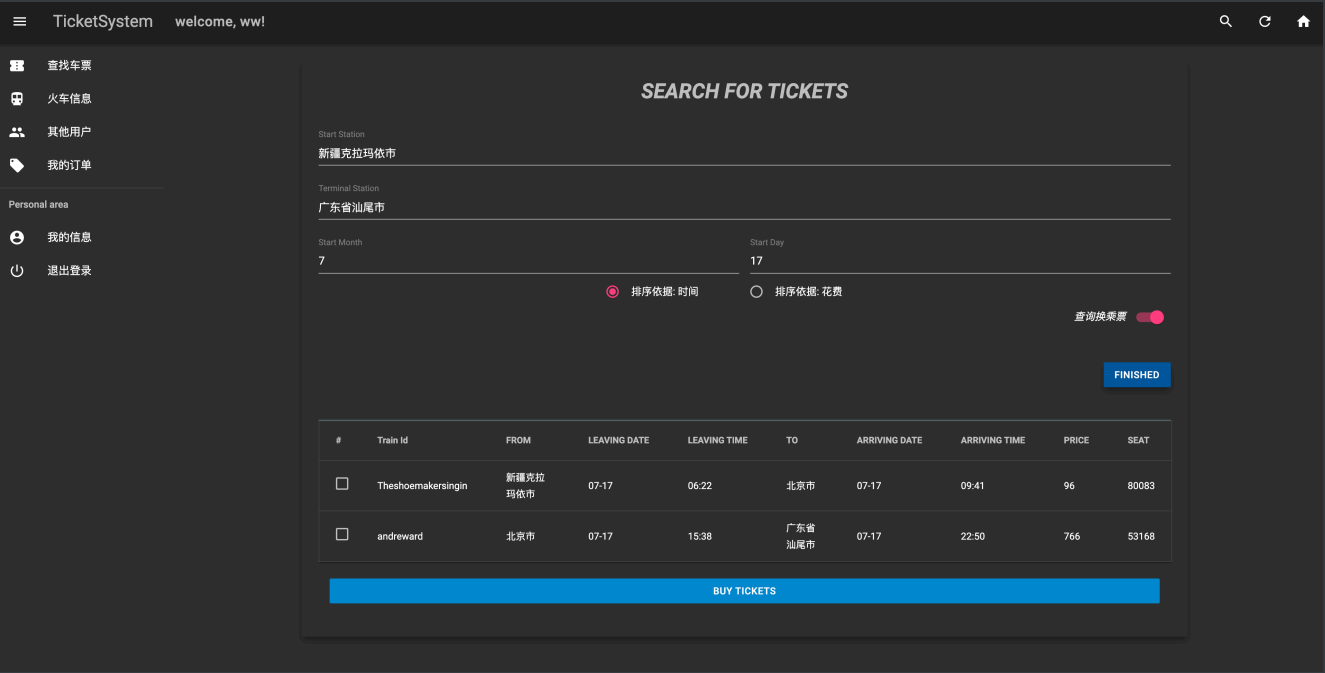 TicketSystem welcome, ww!
查找车票
火车信息
其他用户
我的订单
Personal area
我的信息
退出登录
SEARCH FOR TICKETS
Start Station
新疆克拉玛依市
Terminal Station
广东省汕尾市
Start Month Start Day
7 17
排序依据: 时间 排序依据: 花费
查询换乘票
FINISHED
# Train Id FROM LEAVING DATE LEAVING TIME TO ARRIVING DATE ARRIVING TIME PRICE SEAT
新疆克拉
Theshoemakersingin 07-17 06:22 北京市 07-17 09:41 96 80083
玛依市
广东省
andreward 北京市 07-17 15:38 07-17 22:50 766 53168
汕尾市
BUY TICKETS